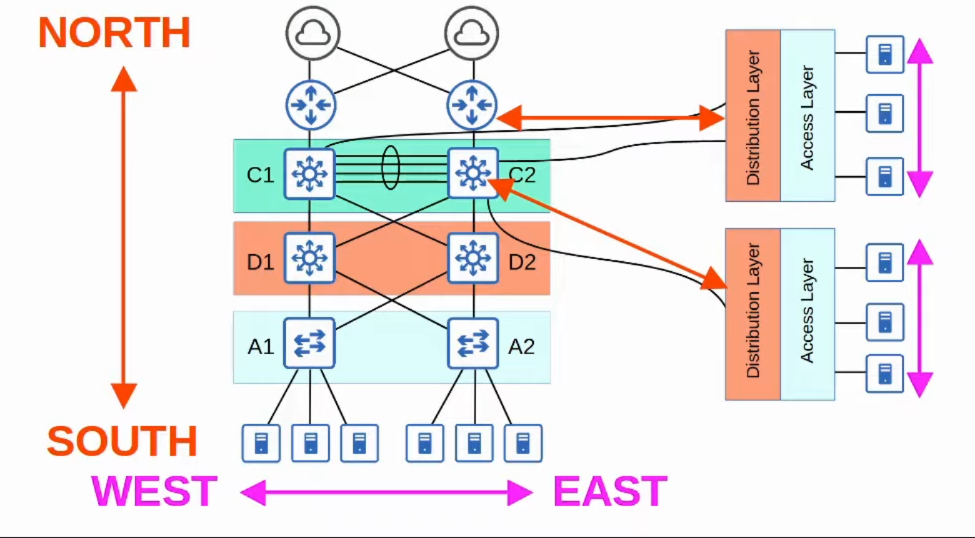 NORTH
C1
C2
D1
D2
A1
A2
SOUTH
WEST
EAST
Distribution Layer
Access Layer
Distribution Layer
Access Layer